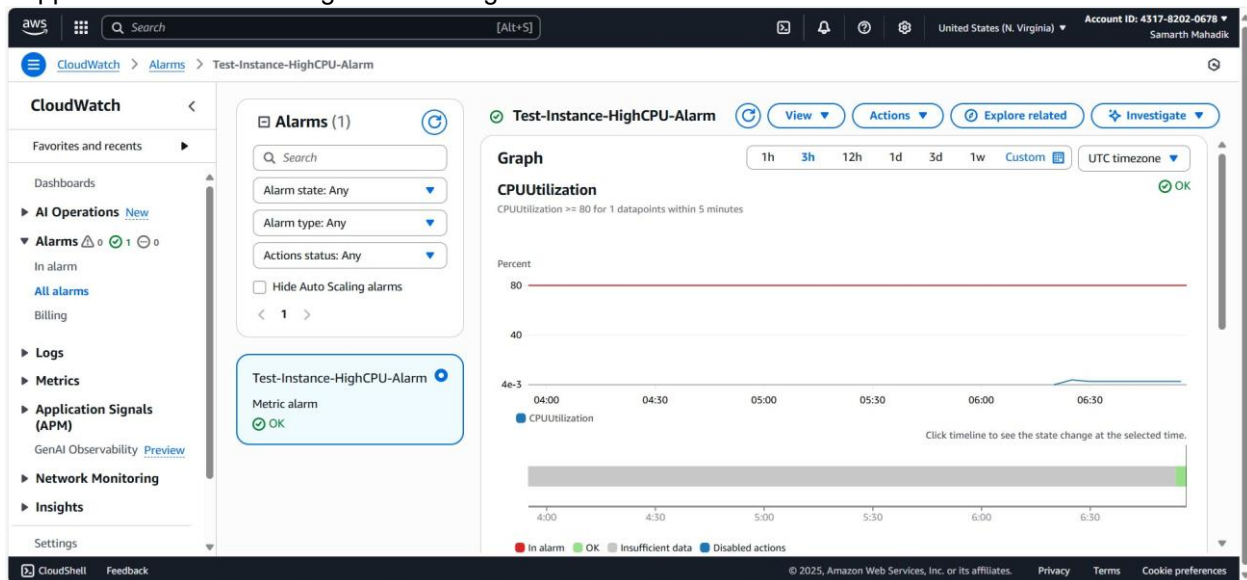 aws
Search
[Alt+S]
United States (N. Virginia)
Account ID: 4317-8202-0678
Samarth Mahadik
CloudWatch > Alarms > Test-Instance-HighCPU-Alarm
CloudWatch
Favorites and recents
Dashboards
AI Operations New
Alarms 0 1 0
In alarm
All alarms
Billing
Logs
Metrics
Application Signals
(APM)
GenAI Observability Preview
Network Monitoring
Insights
Settings
Alarms (1)
Search
Alarm state: Any
Alarm type: Any
Actions status: Any
Hide Auto Scaling alarms
1
Test-Instance-HighCPU-Alarm
Metric alarm
OK
Test-Instance-HighCPU-Alarm
View
Actions
Explore related
Investigate
Graph
1h 3h 12h 1d 3d 1w Custom
UTC timezone
CPUUtilization
OK
CPUUtilization >= 80 for 1 datapoints within 5 minutes
Percent
80
40
4e-3
04:00 04:30 05:00 05:30 06:00 06:30
CPUUtilization
Click timeline to see the state change at the selected time.
4:00 4:30 5:00 5:30 6:00 6:30
In alarm OK Insufficient data Disabled actions
CloudShell Feedback
© 2025, Amazon Web Services, Inc. or its affiliates. Privacy Terms Cookie preferences